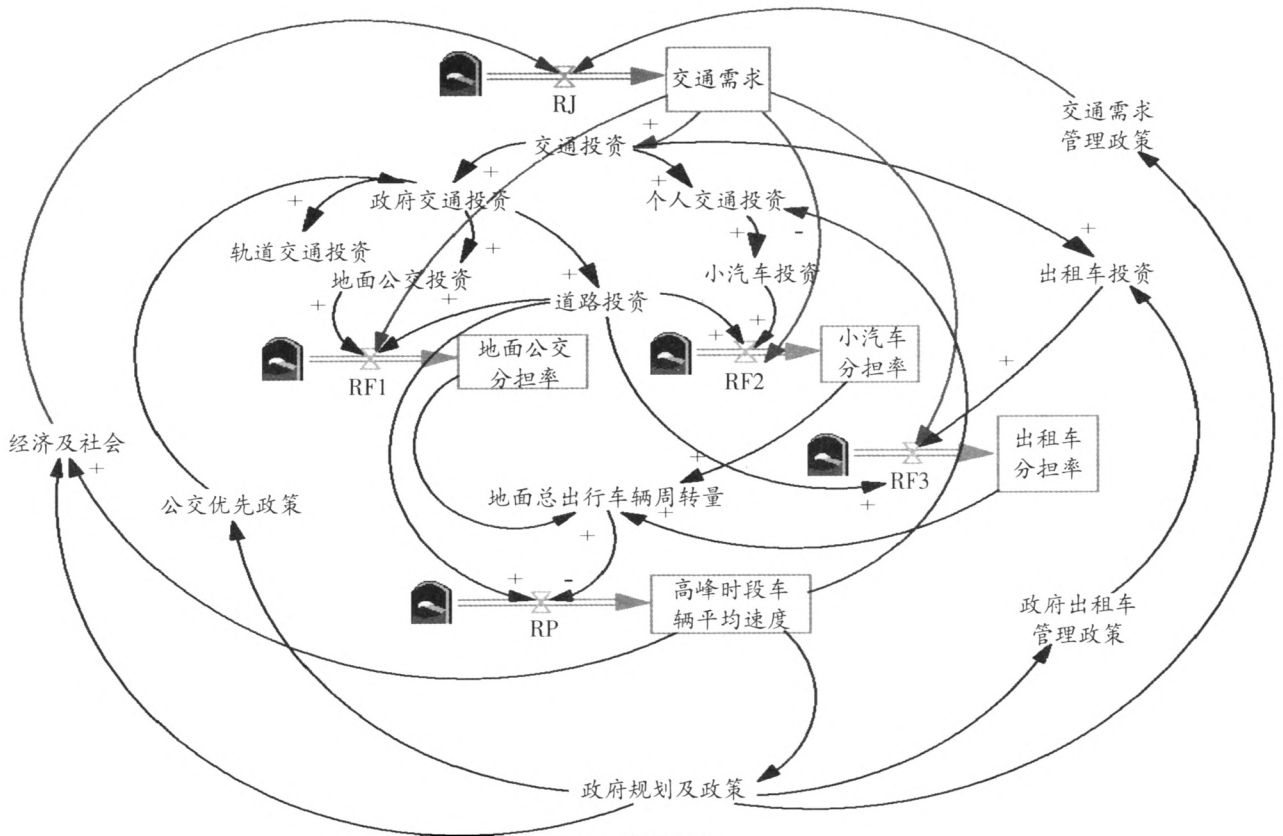 交通需求
RJ
交通需求
管理政策
+
交通投资
+
+
政府交通投资
个人交通投资
+
+
-
+
轨道交通投资
+
地面公交投资
+
小汽车投资
出租车投资
+
+
道路投资
+
+
地面公交
分担率
小汽车
分担率
RF1
RF2
+
经济及社会
+
出租车
分担率
+
RF3
公交优先政策
地面总出行车辆周转量
+
+
+
+
-
高峰时段车
辆平均速度
RP
政府出租车
管理政策
政府规划及政策